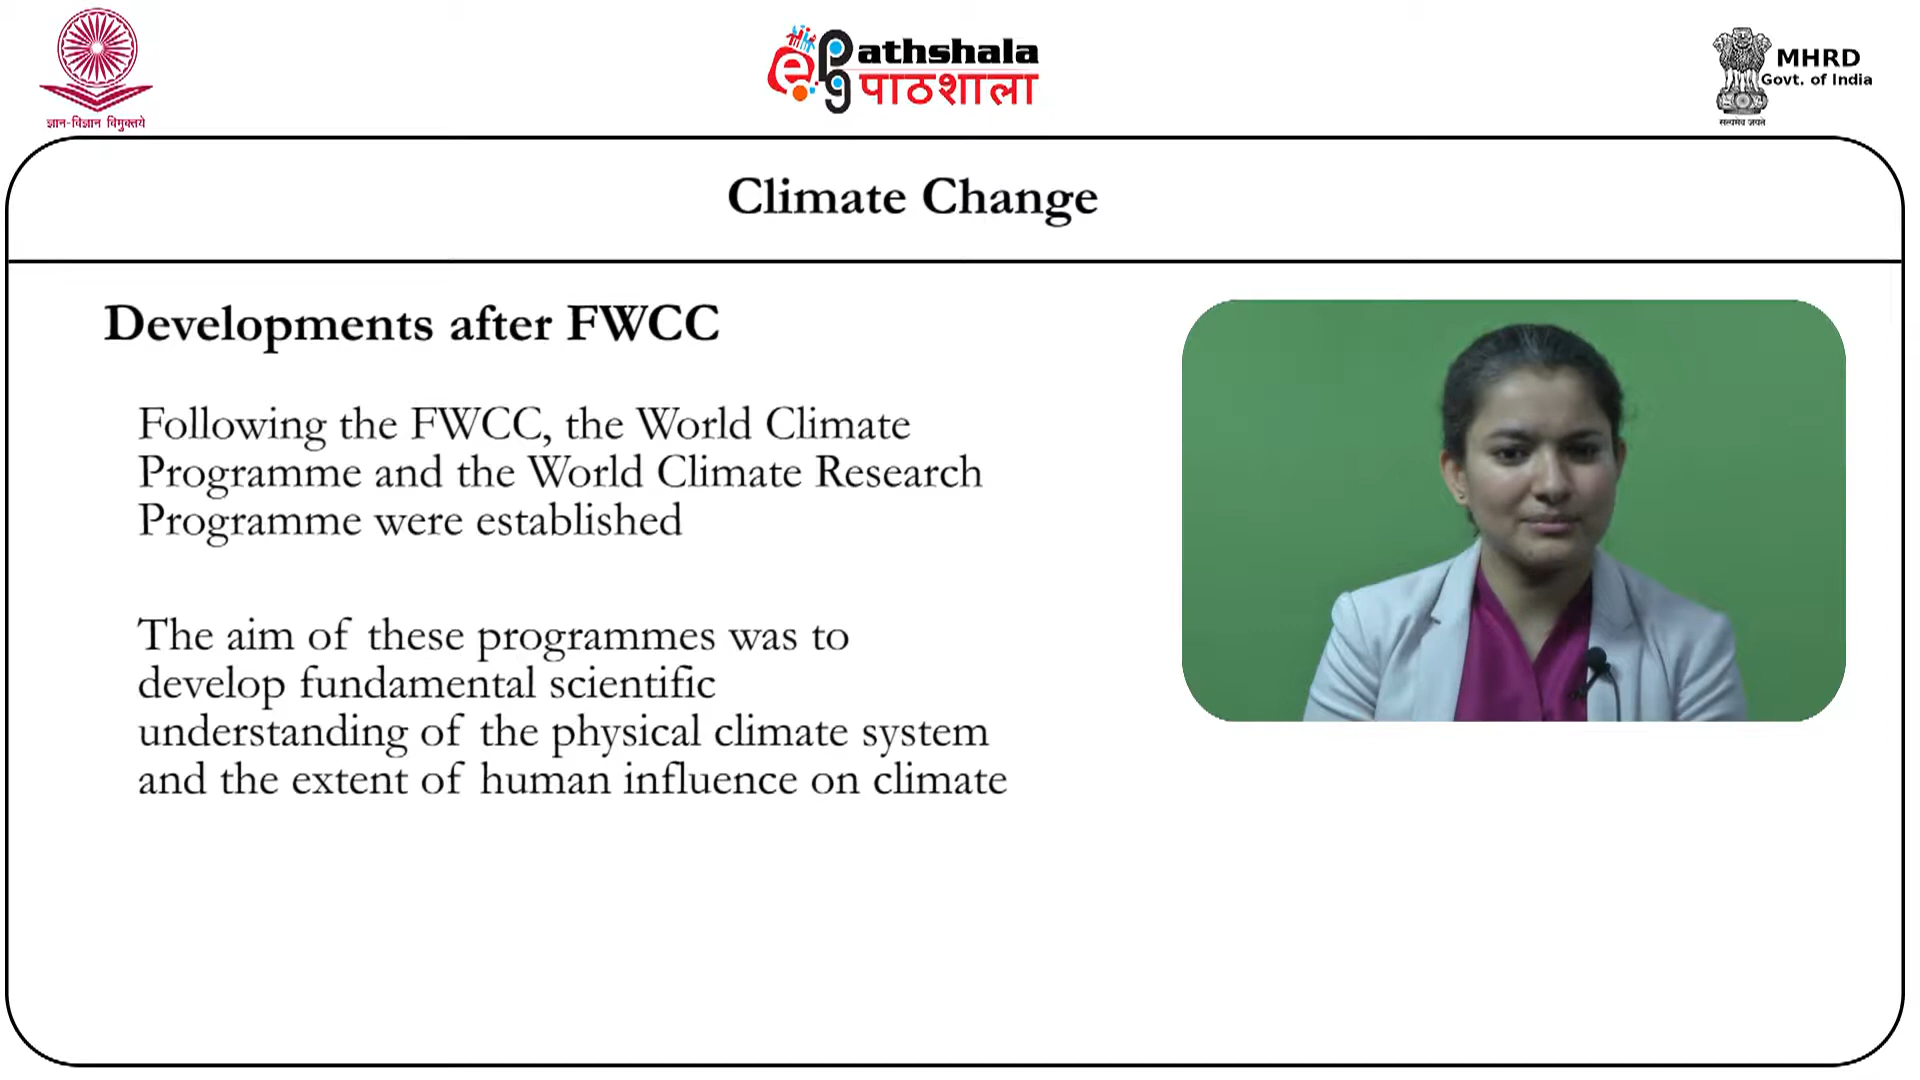 ज्ञान-विज्ञान विमुक्तये
ePG Pathshala
पाठशाला
MHRD
Govt. of India
सत्यमेव जयते
Climate Change
Developments after FWCC
Following the FWCC, the World Climate
Programme and the World Climate Research
Programme were established
The aim of these programmes was to
develop fundamental scientific
understanding of the physical climate system
and the extent of human influence on climate